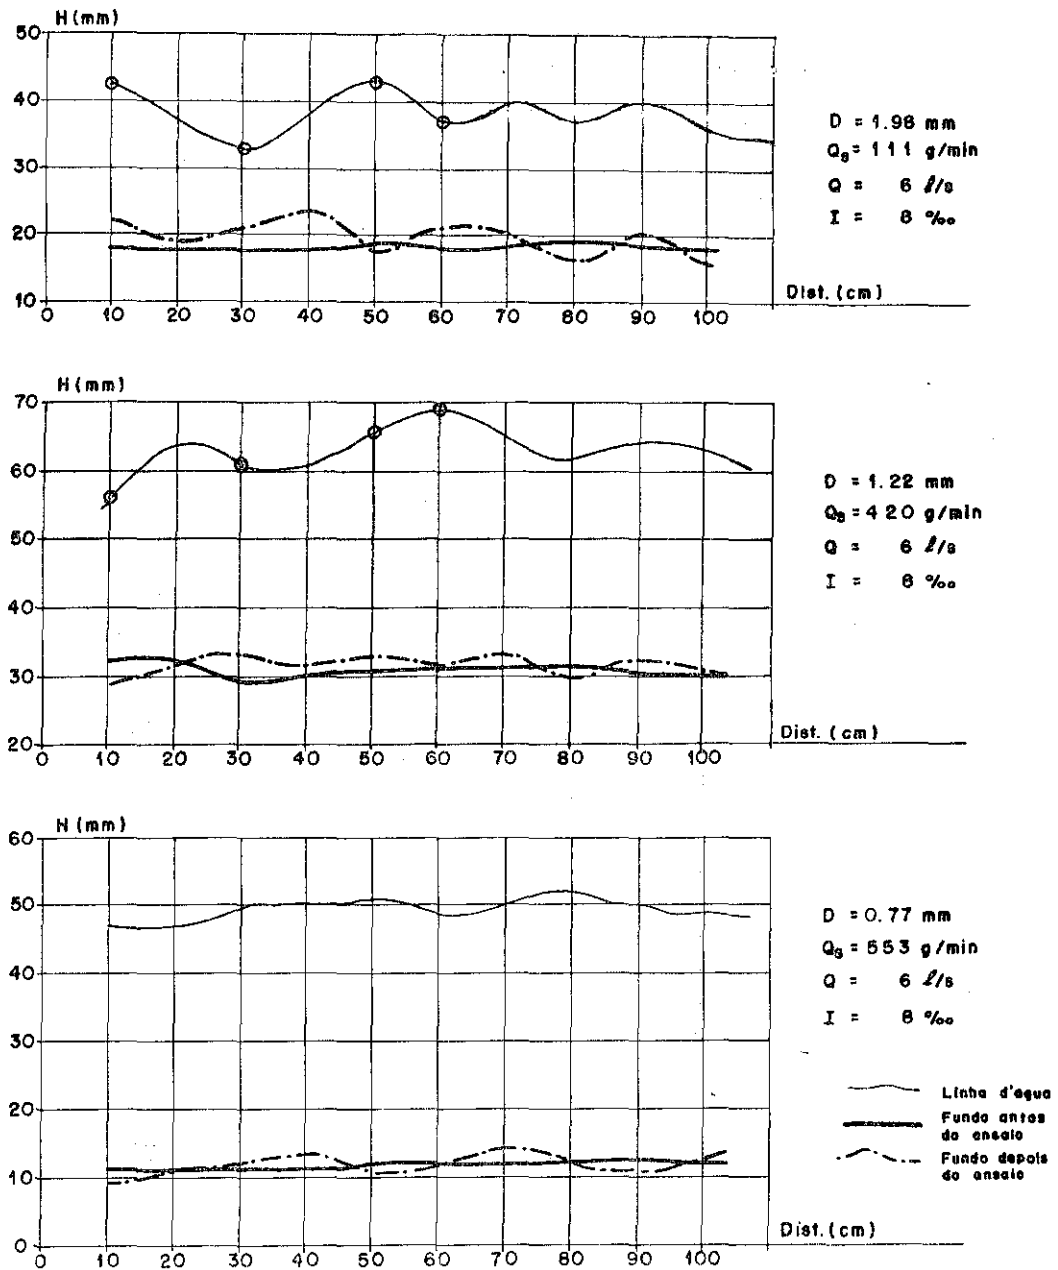 H (mm)
50
40
30
20
10
0 10 20 30 40 50 60 70 80 90 100
Dist. (cm)
D = 1.98 mm
Qs = 111 g/min
Q = 6 l/s
I = 8 ‰
H (mm)
70
60
50
40
30
20
0 10 20 30 40 50 60 70 80 90 100
Dist. (cm)
D = 1.22 mm
Qs = 420 g/min
Q = 6 l/s
I = 8 ‰
H (mm)
60
50
40
30
20
10
0
0 10 20 30 40 50 60 70 80 90 100
Dist. (cm)
D = 0.77 mm
Qs = 553 g/min
Q = 6 l/s
I = 8 ‰
Linha d'agua
Fundo antes
do ensaio
Fundo depois
do ensaio